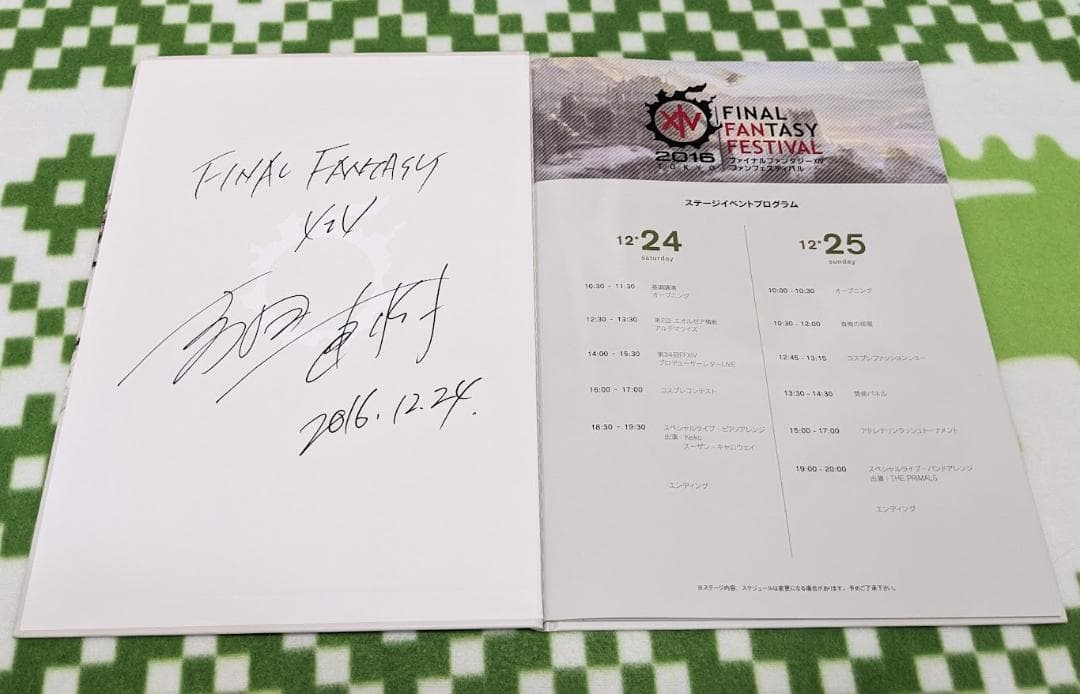 FINAL FANTASY
XIV
吉田直樹
2016.12.24.
XIV
FINAL
FANTASY
FESTIVAL
2016
TOKYO
ファイナルファンタジーXIV
ファンフェスティバル
ステージイベントプログラム
12・24
saturday
10:30 - 11:30 基調講演
オープニング
12:30 - 13:30 第2回 エオルゼア横断
アルテマクイズ
14:00 - 15:30 第34回FFXIV
プロデューサーレターLIVE
16:00 - 17:00 コスプレコンテスト
18:30 - 19:30 スペシャルライブ - ピアノアレンジ
出演：Keiko
スーザン・キャロウェイ
エンディング
12・25
sunday
10:00 - 10:30 オープニング
10:30 - 12:00 直樹の部屋
12:45 - 13:15 コスプレファッションショー
13:30 - 14:30 開発パネル
15:00 - 17:00 アドレナリンラッシュトーナメント
19:00 - 20:00 スペシャルライブ - バンドアレンジ
出演：THE PRIMALS
エンディング
※ステージ内容、スケジュールは変更になる場合があります。予めご了承下さい。